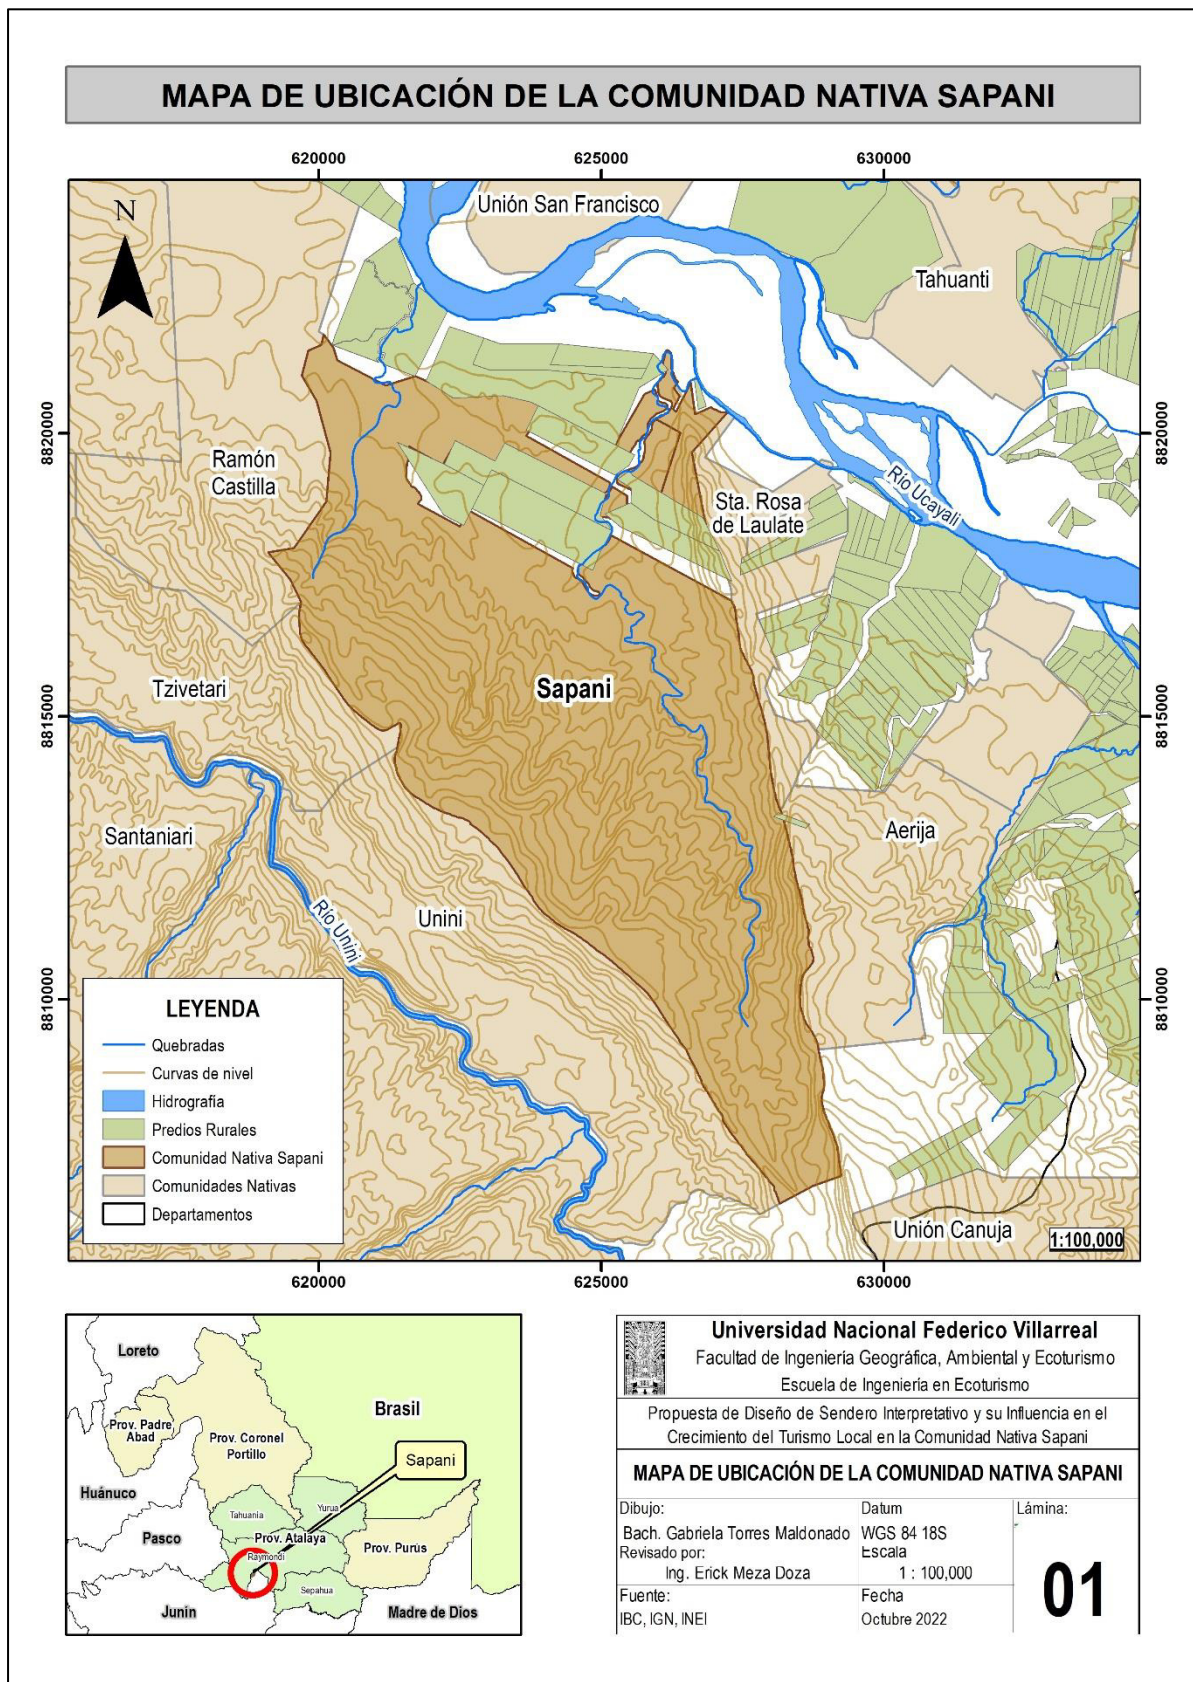 MAPA DE UBICACIÓN DE LA COMUNIDAD NATIVA SAPANI
620000
625000
630000
N
Unión San Francisco
Tahuanti
8820000
8820000
Ramón
Castilla
Río Ucayali
Sta. Rosa
de Laulate
Tzivetari
Sapani
8815000
8815000
Santaniari
Aerija
Unini
Río Unini
8810000
8810000
LEYENDA
Quebradas
Curvas de nivel
Hidrografía
Predios Rurales
Comunidad Nativa Sapani
Comunidades Nativas
Departamentos
Unión Canuja
1:100,000
620000
625000
630000
Loreto
Prov. Padre
Abad
Prov. Coronel
Portillo
Brasil
Sapani
Huánuco
Tahuania
Yurua
Pasco
Prov. Atalaya
Raymondi
Prov. Purús
Sepahua
Junín
Madre de Dios
Universidad Nacional Federico Villarreal
Facultad de Ingeniería Geográfica, Ambiental y Ecoturismo
Escuela de Ingeniería en Ecoturismo
Propuesta de Diseño de Sendero Interpretativo y su Influencia en el
Crecimiento del Turismo Local en la Comunidad Nativa Sapani
MAPA DE UBICACIÓN DE LA COMUNIDAD NATIVA SAPANI
Dibujo:
Bach. Gabriela Torres Maldonado
Revisado por:
Ing. Erick Meza Doza
Fuente:
IBC, IGN, INEI
Datum
WGS 84 18S
Escala
1 : 100,000
Fecha
Octubre 2022
Lámina:
01